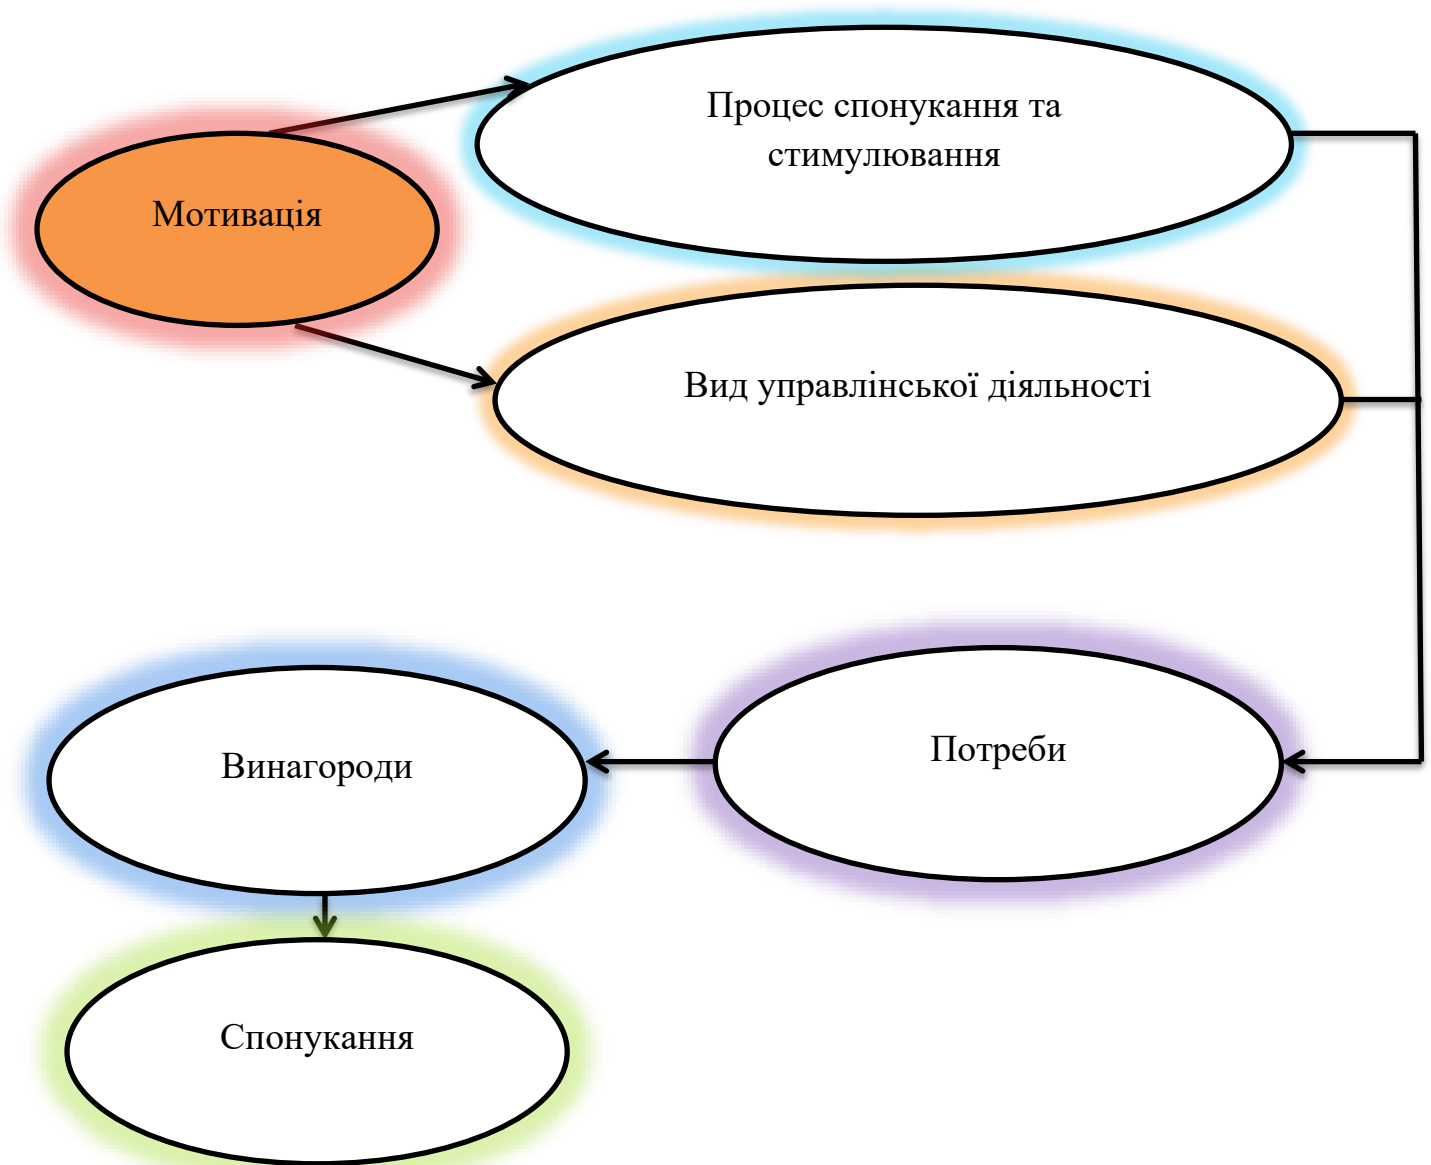 Процес спонукання та
стимулювання
Мотивація
Вид управлінської діяльності
Потреби
Винагороди
Спонукання